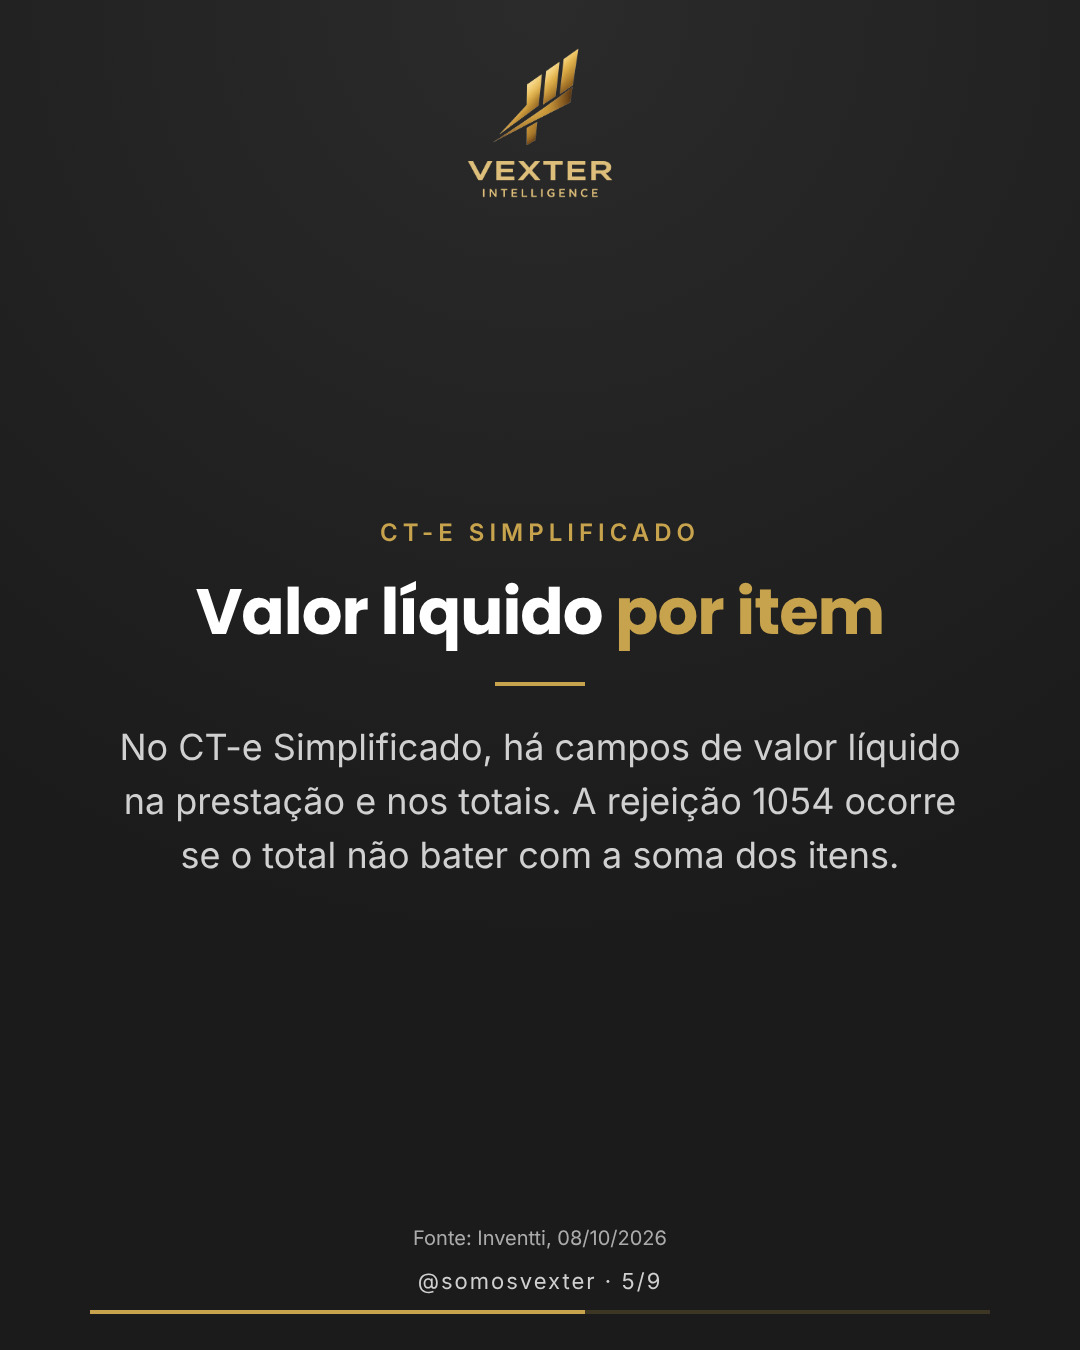 VEXTER
INTELLIGENCE
CT-E SIMPLIFICADO
Valor líquido por item
No CT-e Simplificado, há campos de valor líquido
na prestação e nos totais. A rejeição 1054 ocorre
se o total não bater com a soma dos itens.
Fonte: Inventti, 08/10/2026
@somosvexter · 5/9